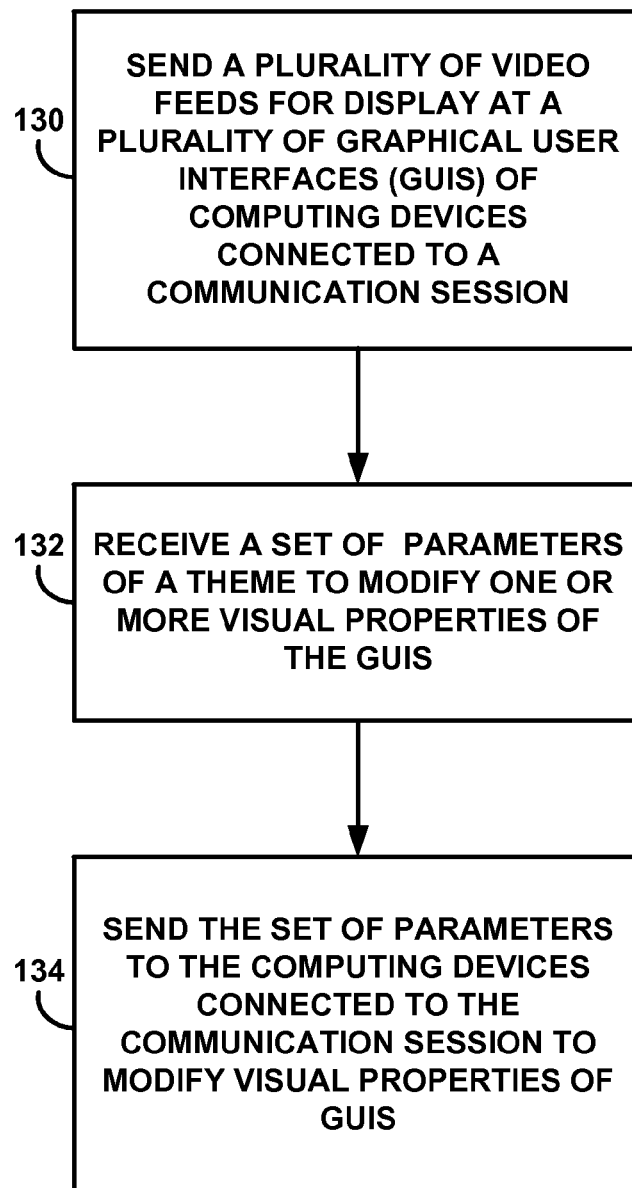 130
SEND A PLURALITY OF VIDEO
FEEDS FOR DISPLAY AT A
PLURALITY OF GRAPHICAL USER
INTERFACES (GUIS) OF
COMPUTING DEVICES
CONNECTED TO A
COMMUNICATION SESSION
132
RECEIVE A SET OF PARAMETERS
OF A THEME TO MODIFY ONE OR
MORE VISUAL PROPERTIES OF
THE GUIS
134
SEND THE SET OF PARAMETERS
TO THE COMPUTING DEVICES
CONNECTED TO THE
COMMUNICATION SESSION TO
MODIFY VISUAL PROPERTIES OF
GUIS